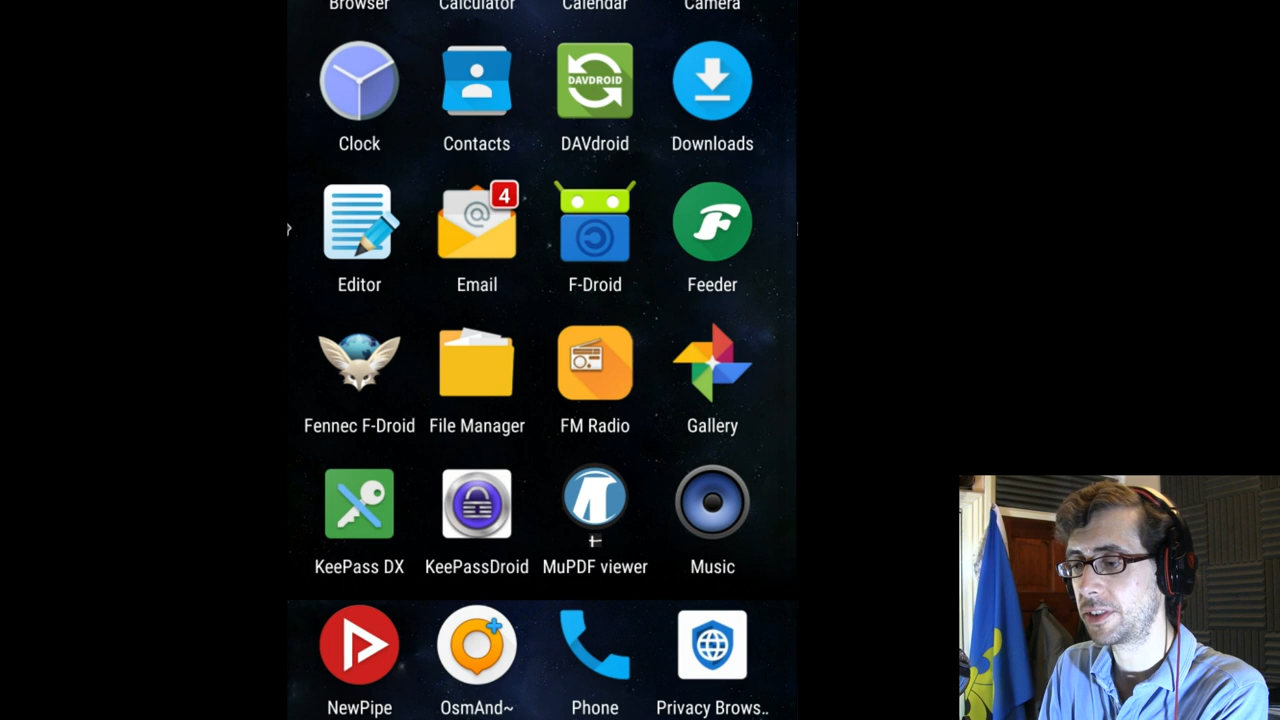 Browser Calculator Calendar Camera
DAVDROID
Clock Contacts DAVdroid Downloads
4
@
Editor Email F-Droid Feeder
Fennec F-Droid File Manager FM Radio Gallery
KeePass DX KeePassDroid MuPDF viewer Music
NewPipe OsmAnd~ Phone Privacy Brows..